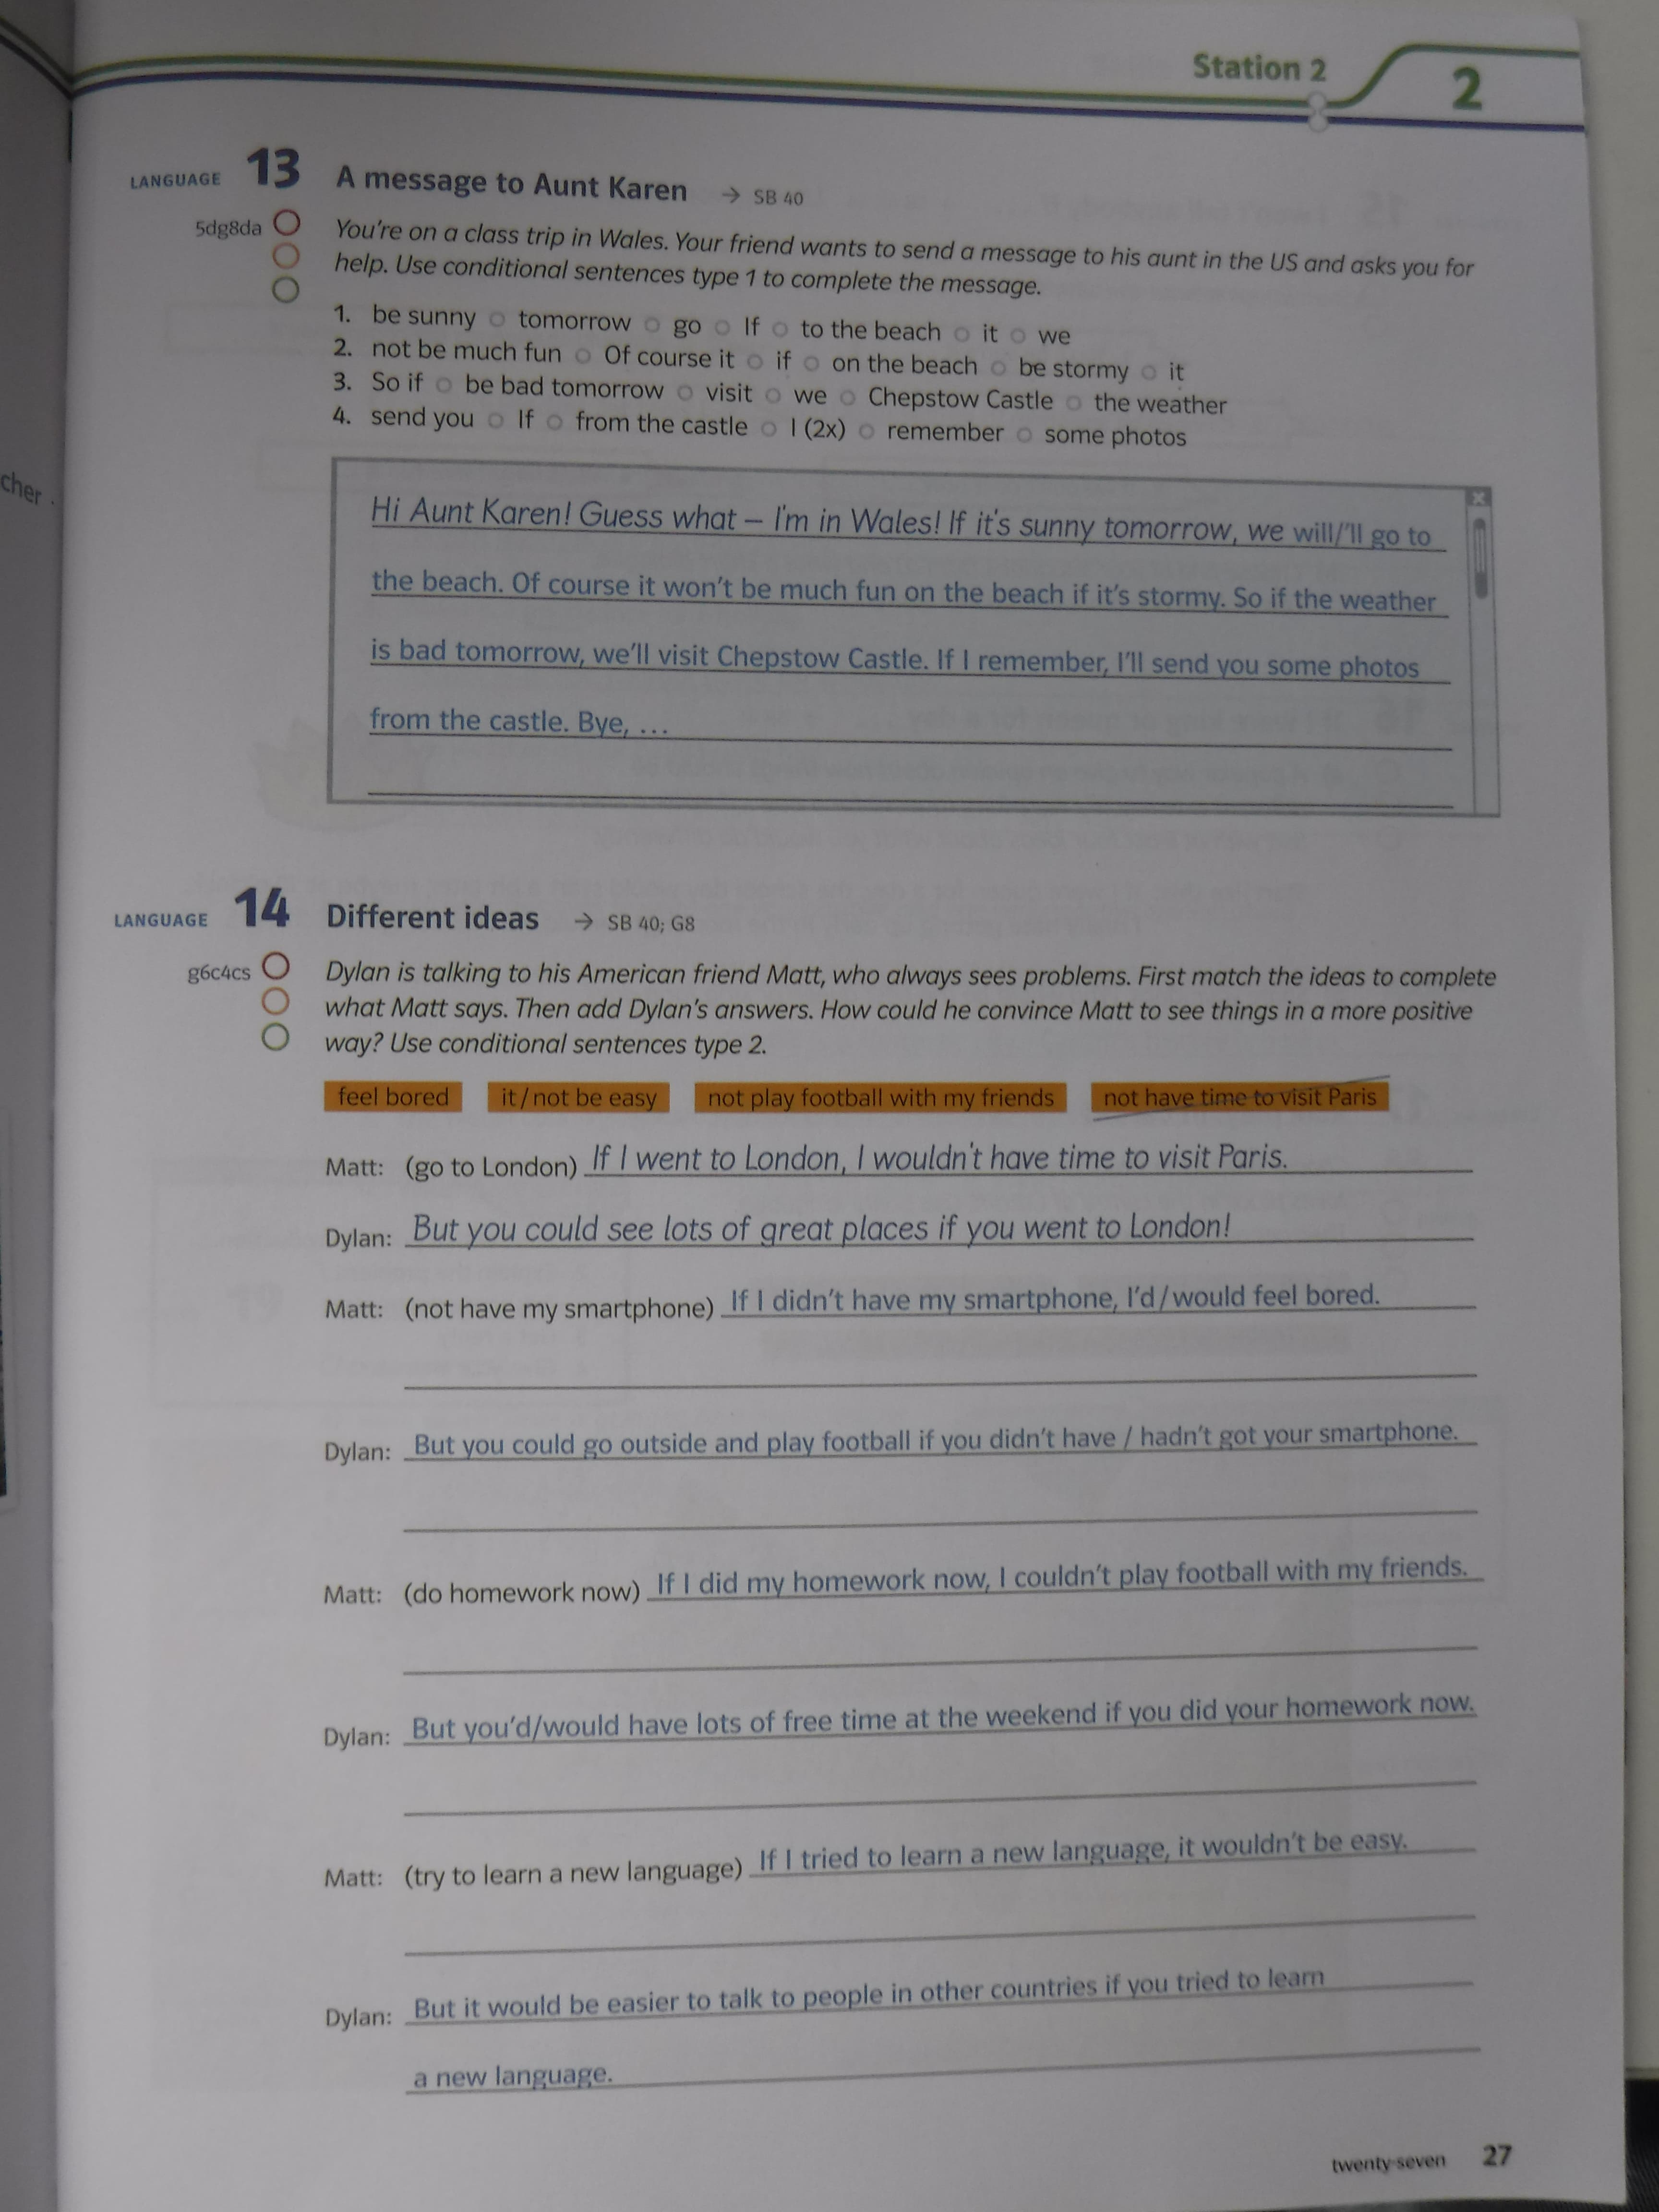 Station 2
2
LANGUAGE 13 A message to Aunt Karen → SB 40
5dg8da
You're on a class trip in Wales. Your friend wants to send a message to his aunt in the US and asks you for
help. Use conditional sentences type 1 to complete the message.
1. be sunny ○ tomorrow ○ go ○ If ○ to the beach ○ it ○ we
2. not be much fun ○ Of course it ○ if ○ on the beach ○ be stormy ○ it
3. So if ○ be bad tomorrow ○ visit ○ we ○ Chepstow Castle ○ the weather
4. send you ○ If ○ from the castle ○ I (2x) ○ remember ○ some photos
cher .
Hi Aunt Karen! Guess what – I'm in Wales! If it's sunny tomorrow, we will/'ll go to
the beach. Of course it won't be much fun on the beach if it's stormy. So if the weather
is bad tomorrow, we'll visit Chepstow Castle. If I remember, I'll send you some photos
from the castle. Bye, ...
LANGUAGE 14 Different ideas → SB 40; G8
g6c4cs
Dylan is talking to his American friend Matt, who always sees problems. First match the ideas to complete
what Matt says. Then add Dylan's answers. How could he convince Matt to see things in a more positive
way? Use conditional sentences type 2.
feel bored it / not be easy not play football with my friends not have time to visit Paris
Matt: (go to London) If I went to London, I wouldn't have time to visit Paris.
Dylan: But you could see lots of great places if you went to London!
Matt: (not have my smartphone) If I didn't have my smartphone, I'd / would feel bored.
Dylan: But you could go outside and play football if you didn't have / hadn't got your smartphone.
Matt: (do homework now) If I did my homework now, I couldn't play football with my friends.
Dylan: But you'd/would have lots of free time at the weekend if you did your homework now.
Matt: (try to learn a new language) If I tried to learn a new language, it wouldn't be easy.
Dylan: But it would be easier to talk to people in other countries if you tried to learn
a new language.
twenty-seven 27